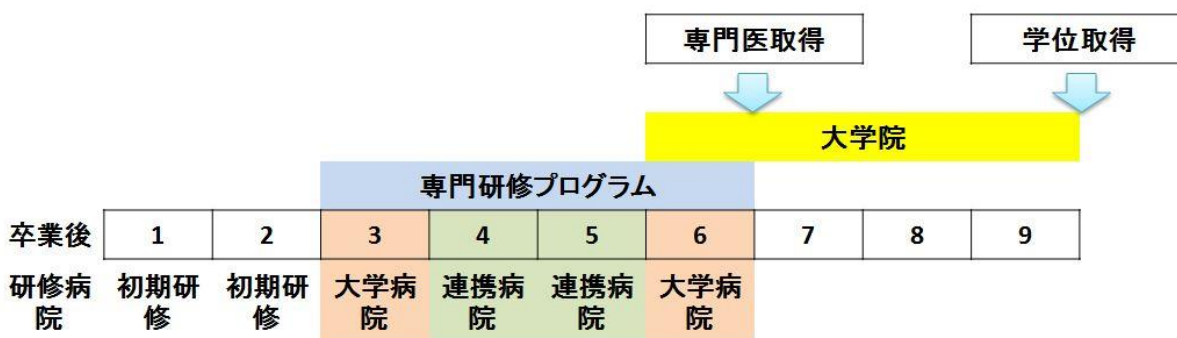 専門医取得
学位取得
大学院
専門研修プログラム
卒業後 1 2 3 4 5 6 7 8 9
研修病院 初期研修 初期研修 大学病院 連携病院 連携病院 大学病院